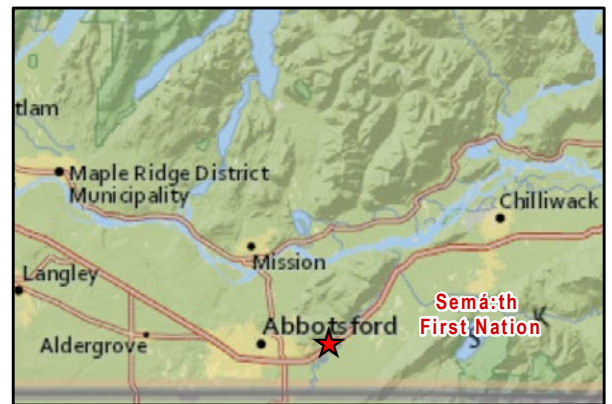 tlam
Maple Ridge District
Municipality
Chilliwack
Mission
Langley
Semá:th
First Nation
Abbotsford
Aldergrove
S K